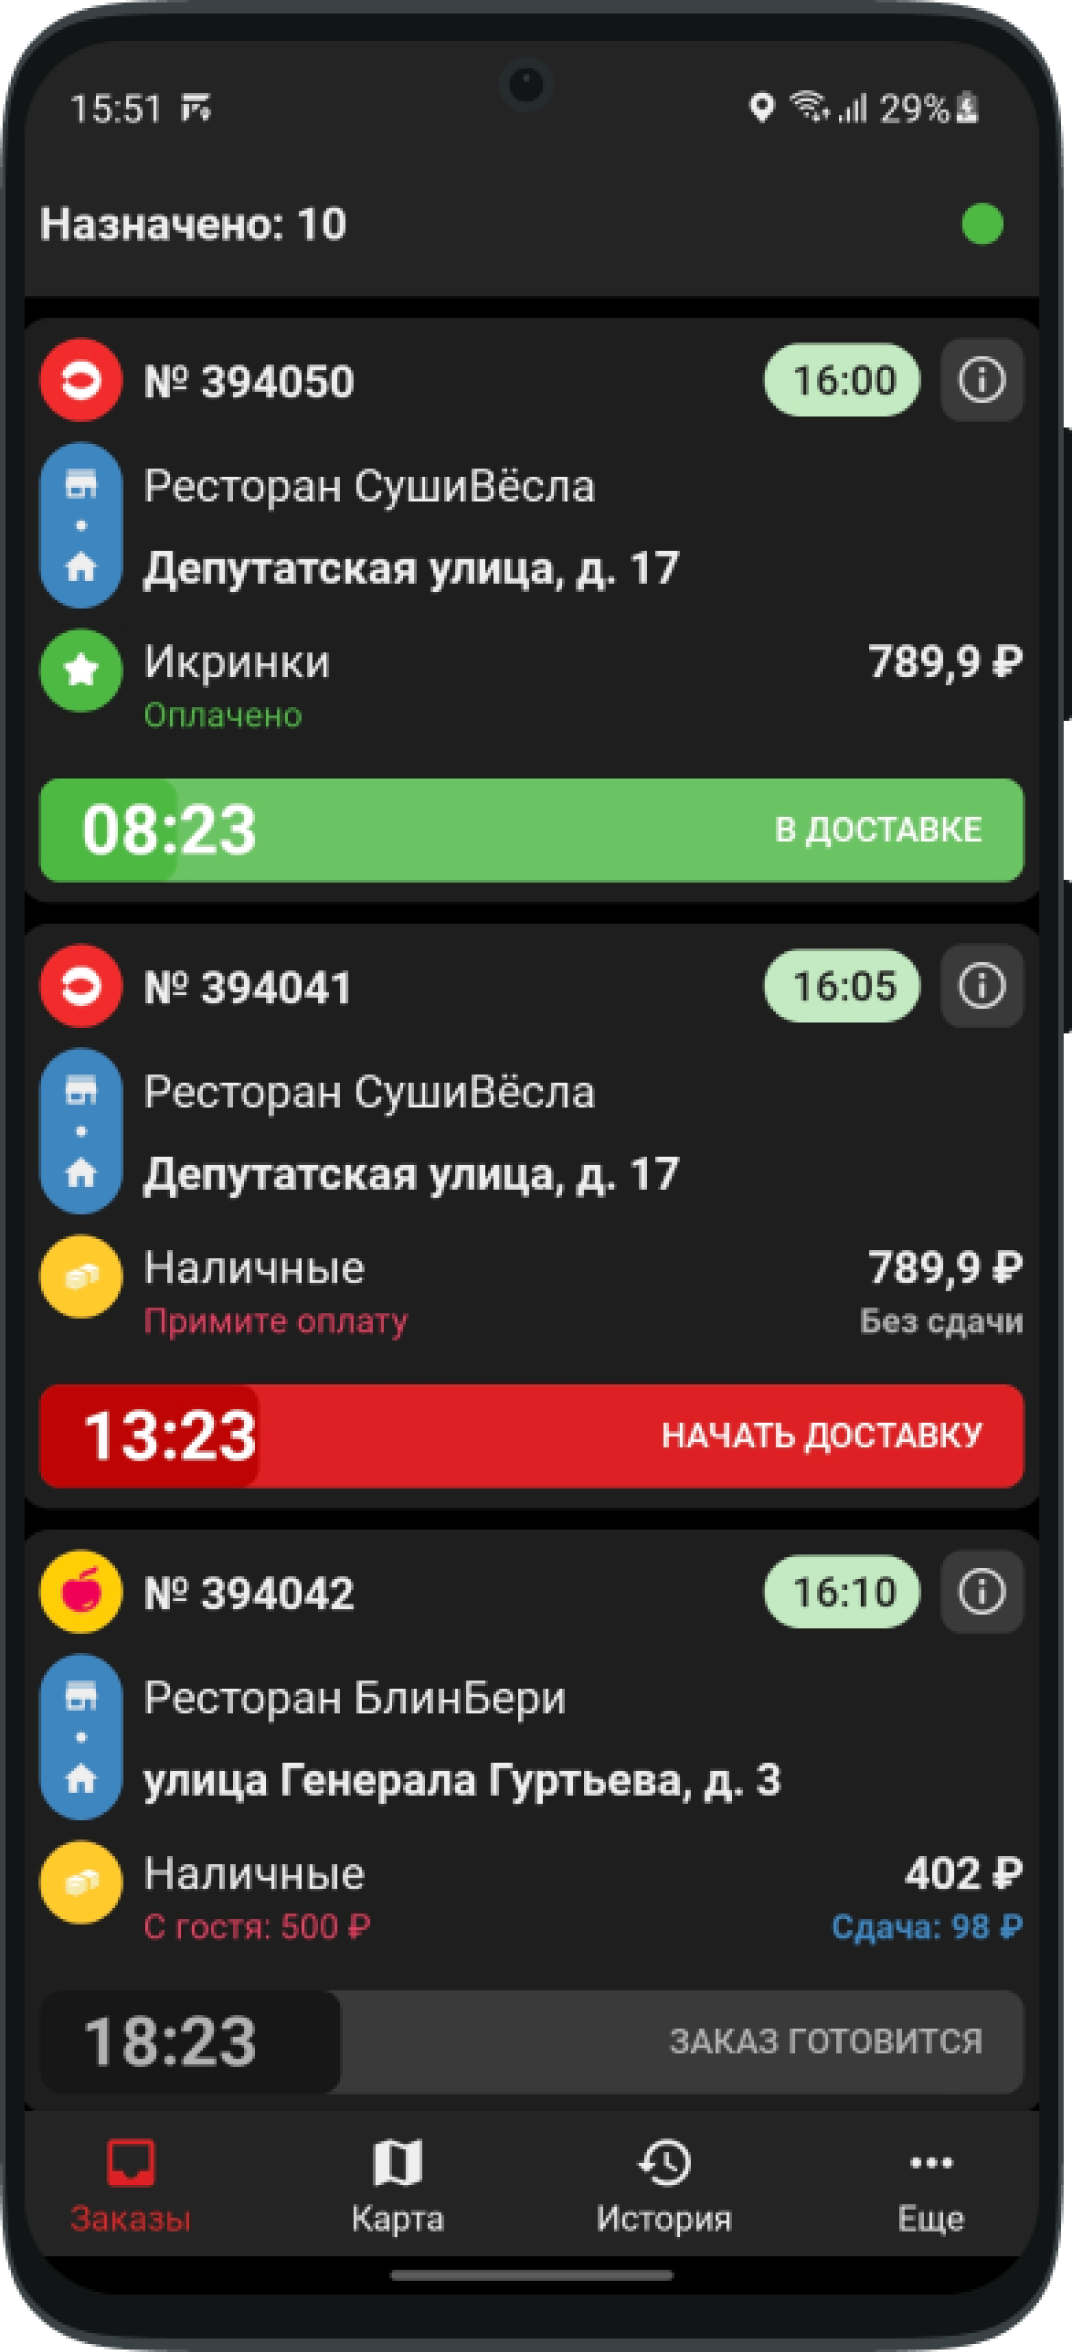 15:51 29%
Назначено: 10
№ 394050 16:00
Ресторан СушиВёсла
Депутатская улица, д. 17
Икринки 789,9 ₽
Оплачено
08:23 В ДОСТАВКЕ
№ 394041 16:05
Ресторан СушиВёсла
Депутатская улица, д. 17
Наличные 789,9 ₽
Примите оплату Без сдачи
13:23 НАЧАТЬ ДОСТАВКУ
№ 394042 16:10
Ресторан БлинБери
улица Генерала Гуртьева, д. 3
Наличные 402 ₽
С гостя: 500 ₽ Сдача: 98 ₽
18:23 ЗАКАЗ ГОТОВИТСЯ
Заказы Карта История Еще